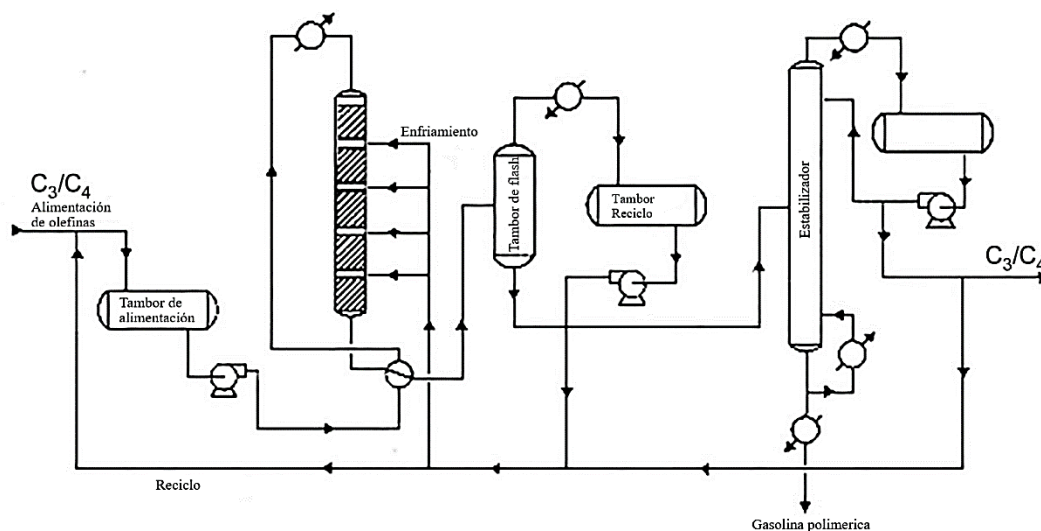 C₃/C₄
Alimentación
de olefinas
Tambor de
alimentación
Enfriamiento
Tambor de flash
Tambor
Reciclo
Estabilizador
C₃/C₄
Reciclo
Gasolina polimerica